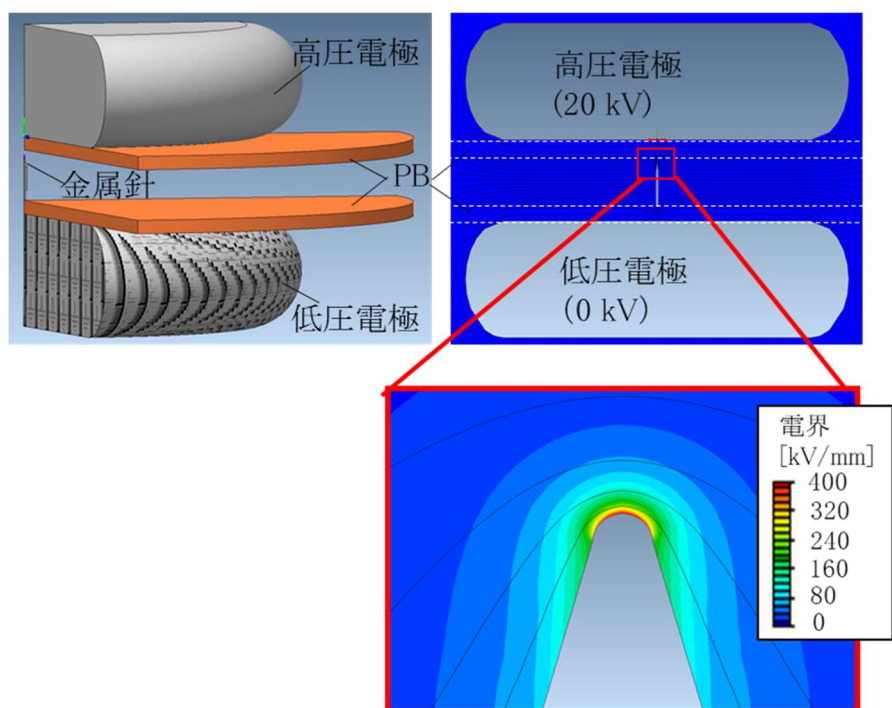 高圧電極
金属針
PB
低圧電極
高圧電極
(20 kV)
低圧電極
(0 kV)
電界
[kV/mm]
400
320
240
160
80
0